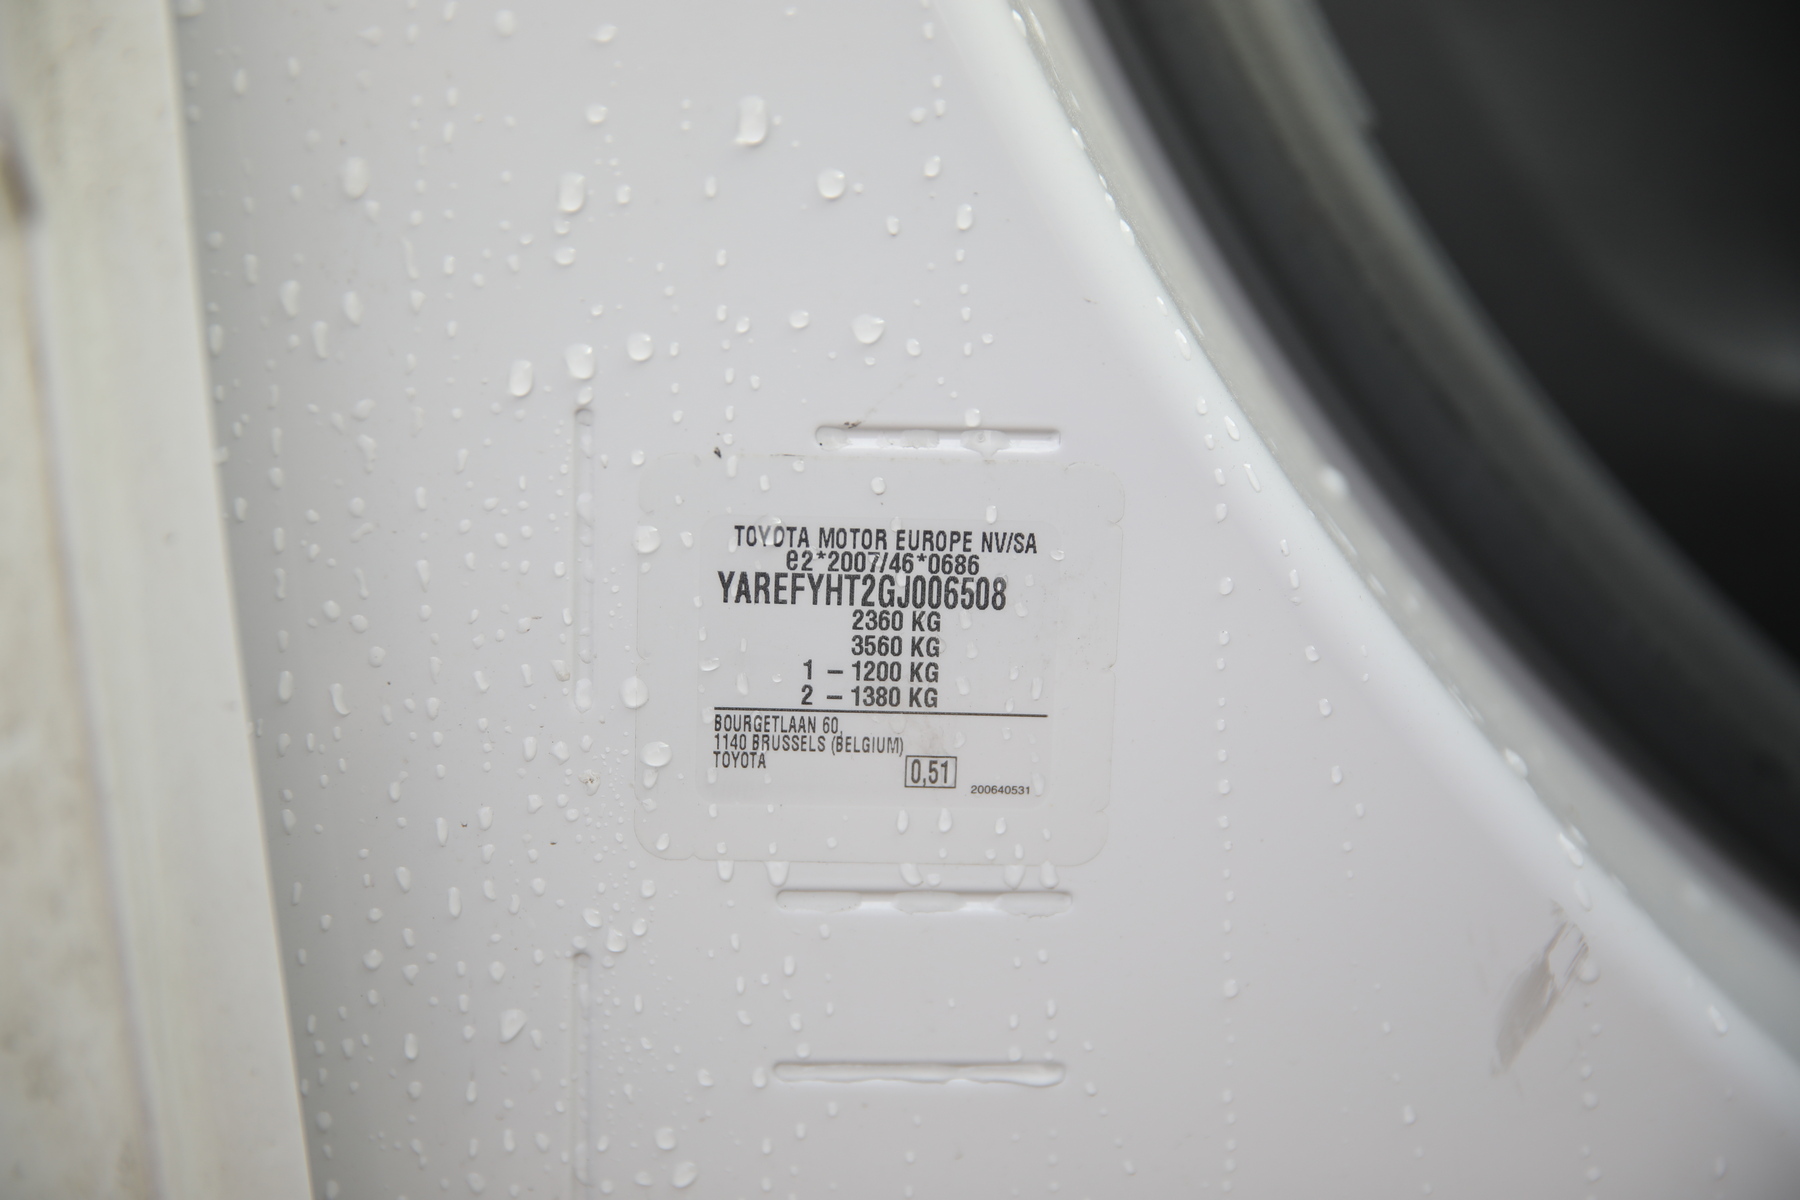 TOYOTA MOTOR EUROPE NV/SA
e2*2007/46*0686
YAREFYHT2GJ006508
2360 KG
3560 KG
1 – 1200 KG
2 – 1380 KG
BOURGETLAAN 60,
1140 BRUSSELS (BELGIUM)
TOYOTA
0,51
200640531